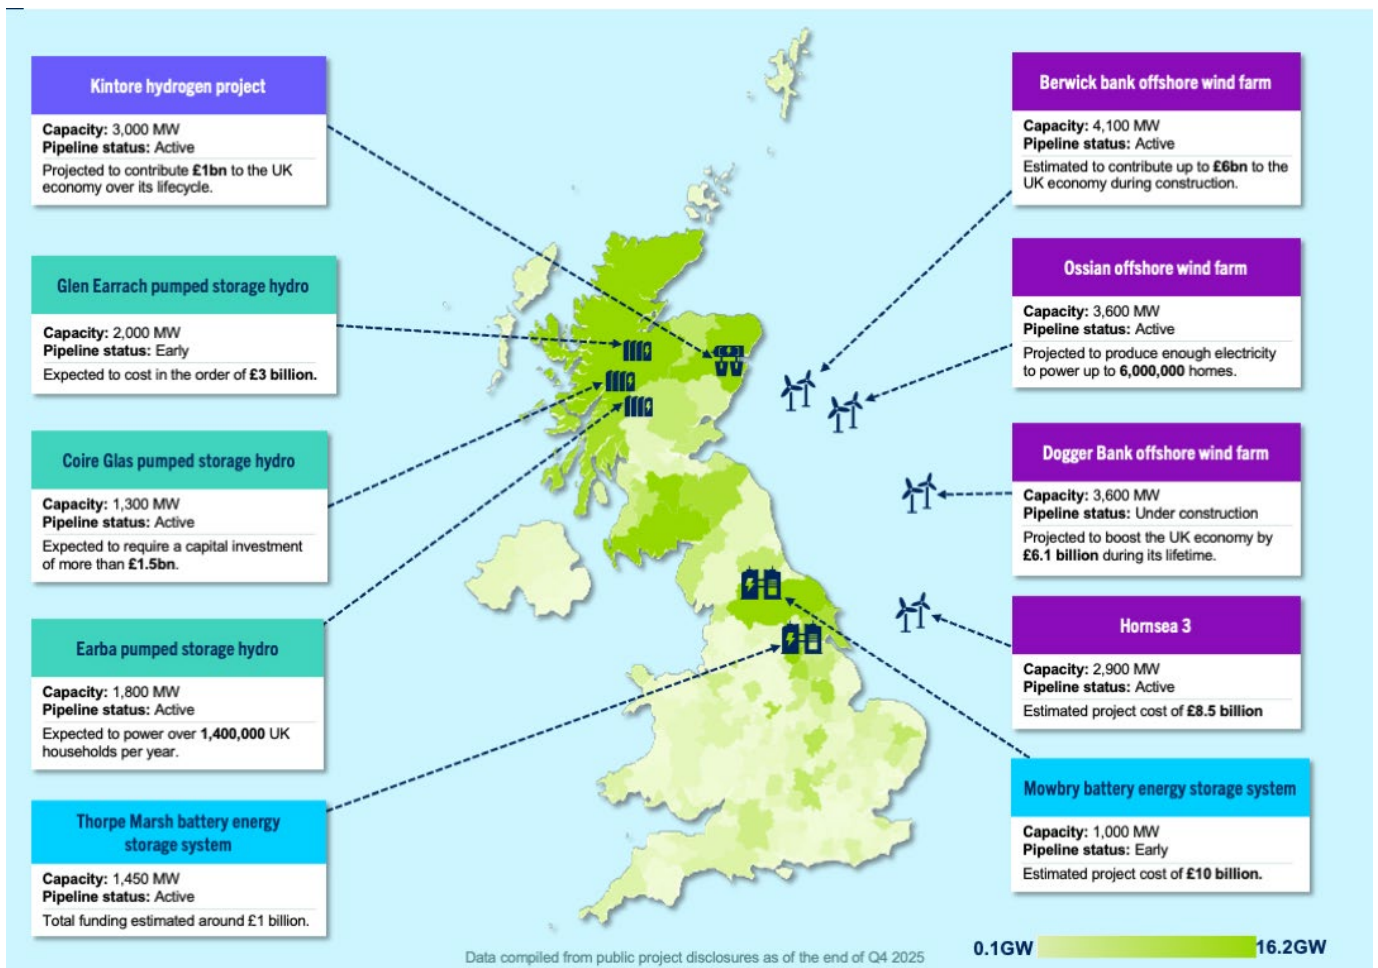 Kintore hydrogen project
Capacity: 3,000 MW
Pipeline status: Active
Projected to contribute £1bn to the UK
economy over its lifecycle.
Glen Earrach pumped storage hydro
Capacity: 2,000 MW
Pipeline status: Early
Expected to cost in the order of £3 billion.
Coire Glas pumped storage hydro
Capacity: 1,300 MW
Pipeline status: Active
Expected to require a capital investment
of more than £1.5bn.
Earba pumped storage hydro
Capacity: 1,800 MW
Pipeline status: Active
Expected to power over 1,400,000 UK
households per year.
Thorpe Marsh battery energy
storage system
Capacity: 1,450 MW
Pipeline status: Active
Total funding estimated around £1 billion.
Berwick bank offshore wind farm
Capacity: 4,100 MW
Pipeline status: Active
Estimated to contribute up to £6bn to the
UK economy during construction.
Ossian offshore wind farm
Capacity: 3,600 MW
Pipeline status: Active
Projected to produce enough electricity
to power up to 6,000,000 homes.
Dogger Bank offshore wind farm
Capacity: 3,600 MW
Pipeline status: Under construction
Projected to boost the UK economy by
£6.1 billion during its lifetime.
Hornsea 3
Capacity: 2,900 MW
Pipeline status: Active
Estimated project cost of £8.5 billion
Mowbry battery energy storage system
Capacity: 1,000 MW
Pipeline status: Early
Estimated project cost of £10 billion.
Data compiled from public project disclosures as of the end of Q4 2025
0.1GW
16.2GW